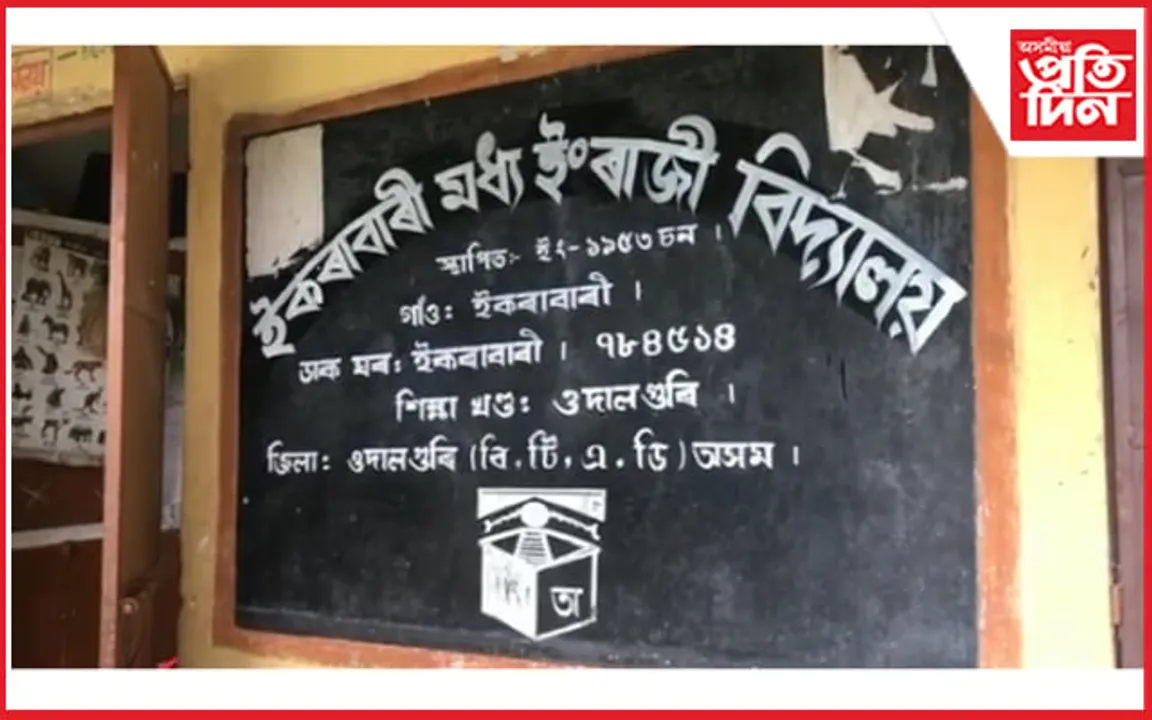 অসমীয়া
প্ৰতি
দিন
ইকৰাবাৰী মধ্য ইংৰাজী বিদ্যালয়
স্থাপিত:- ইং-১৯৫৩ চন ।
গাঁও: ইকৰাবাৰী ।
ডাক ঘৰ: ইকৰাবাৰী । ৭৮৪৫১৪
শিক্ষা খণ্ড: ওদালগুৰি ।
জিলা: ওদালগুৰি (বি.টি.এ.ডি) অসম ।
অ